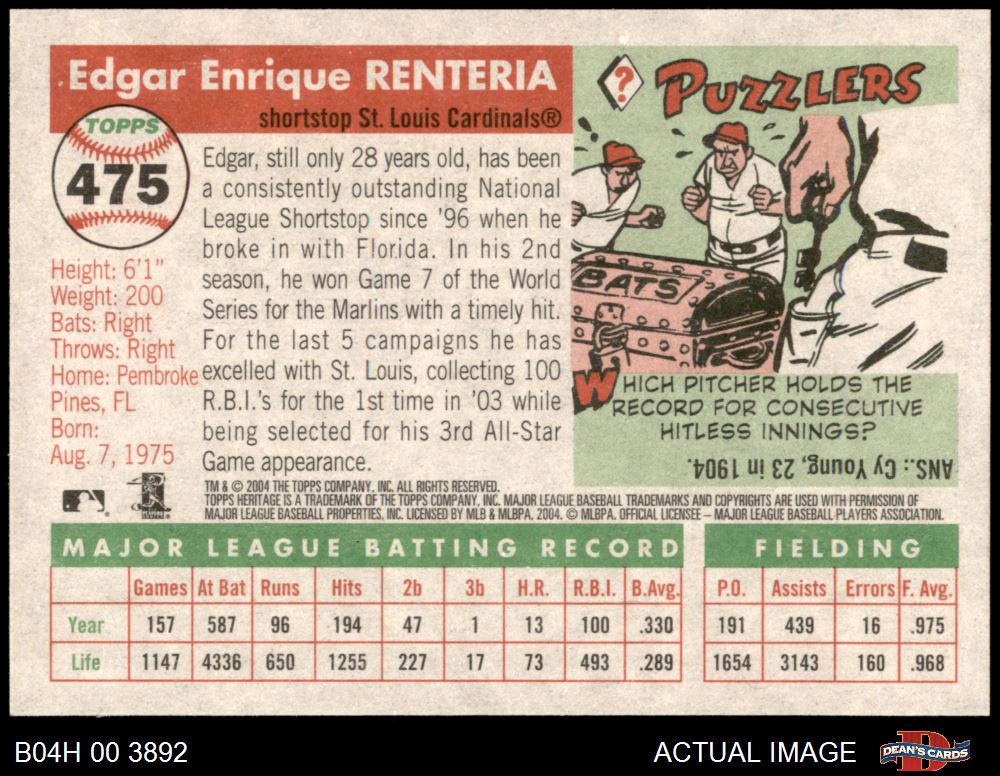 Edgar Enrique RENTERIA
shortstop St. Louis Cardinals®
TOPPS
475
Height: 6'1"
Weight: 200
Bats: Right
Throws: Right
Home: Pembroke
Pines, FL
Born:
Aug. 7, 1975
Edgar, still only 28 years old, has been
a consistently outstanding National
League Shortstop since '96 when he
broke in with Florida. In his 2nd
season, he won Game 7 of the World
Series for the Marlins with a timely hit.
For the last 5 campaigns he has
excelled with St. Louis, collecting 100
R.B.I.'s for the 1st time in '03 while
being selected for his 3rd All-Star
Game appearance.
? PUZZLERS
BATS
WHICH PITCHER HOLDS THE
RECORD FOR CONSECUTIVE
HITLESS INNINGS?
ANS.: Cy Young, 23 in 1904.
TM & © 2004 THE TOPPS COMPANY, INC. ALL RIGHTS RESERVED.
TOPPS HERITAGE IS A TRADEMARK OF THE TOPPS COMPANY, INC. MAJOR LEAGUE BASEBALL TRADEMARKS AND COPYRIGHTS ARE USED WITH PERMISSION OF
MAJOR LEAGUE BASEBALL PROPERTIES, INC. LICENSED BY MLB & MLBPA, 2004. © MLBPA. OFFICIAL LICENSEE – MAJOR LEAGUE BASEBALL PLAYERS ASSOCIATION.
MAJOR LEAGUE BATTING RECORD
Games At Bat Runs Hits 2b 3b H.R. R.B.I. B.Avg.
Year 157 587 96 194 47 1 13 100 .330
Life 1147 4336 650 1255 227 17 73 493 .289
FIELDING
P.O. Assists Errors F. Avg.
191 439 16 .975
1654 3143 160 .968
B04H 00 3892
ACTUAL IMAGE
DEAN'S CARDS